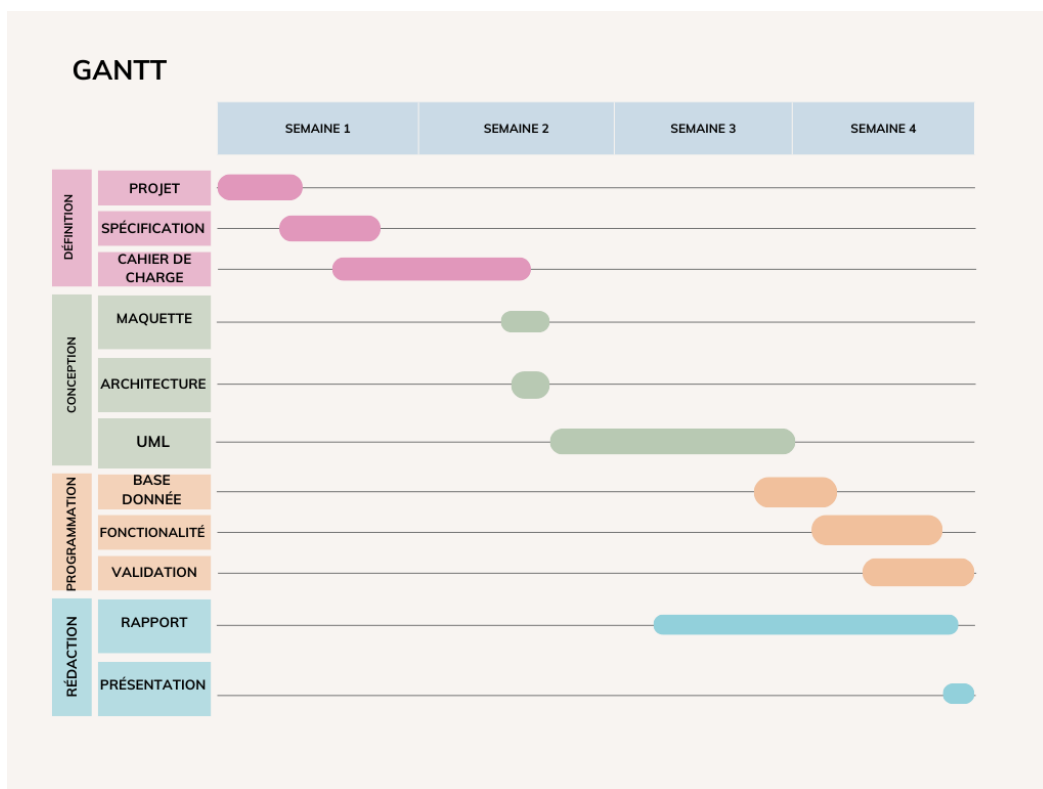 GANTT
SEMAINE 1
SEMAINE 2
SEMAINE 3
SEMAINE 4
DÉFINITION
PROJET
SPÉCIFICATION
CAHIER DE
CHARGE
CONCEPTION
MAQUETTE
ARCHITECTURE
UML
PROGRAMMATION
BASE
DONNÉE
FONCTIONALITÉ
VALIDATION
RÉDACTION
RAPPORT
PRÉSENTATION